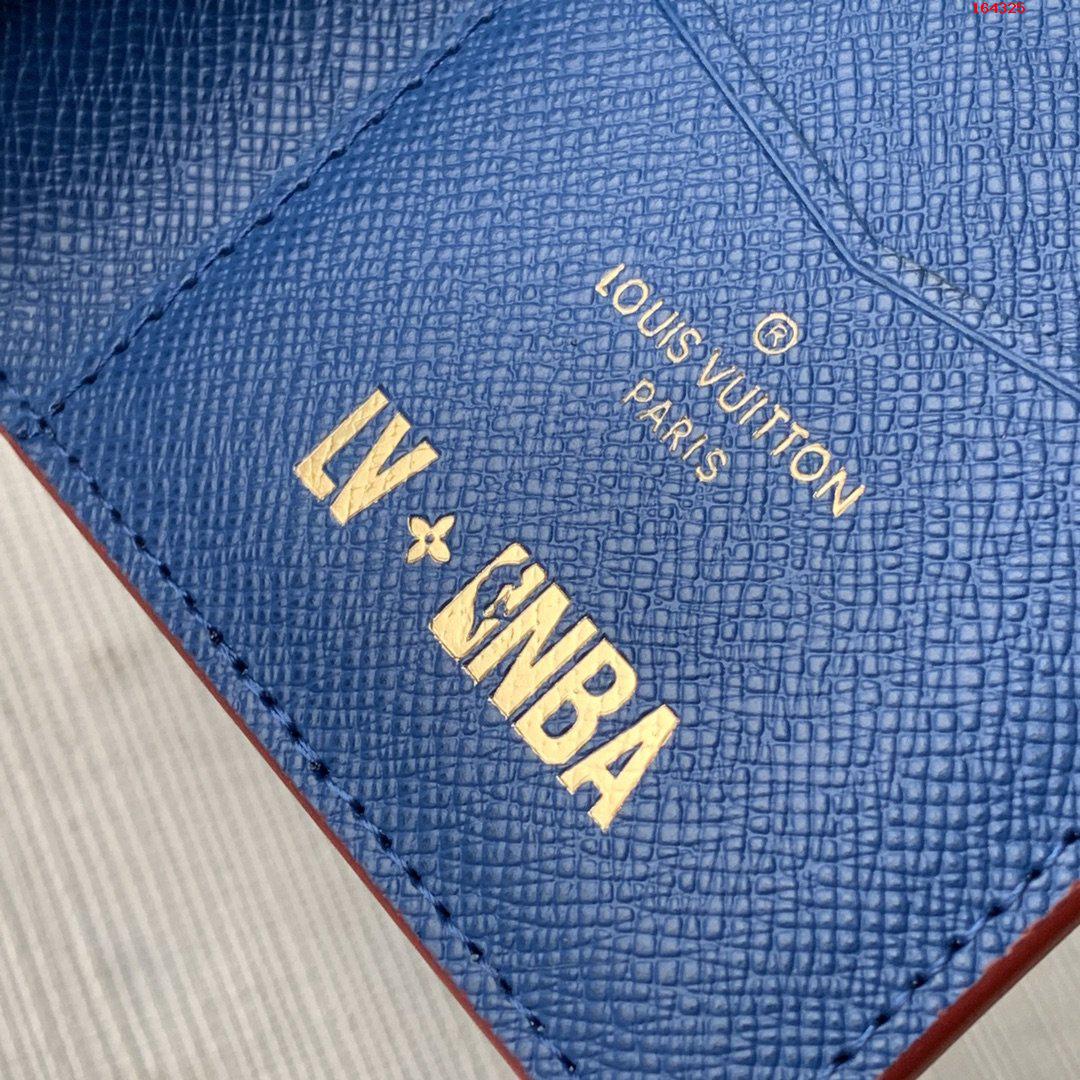 164325
®
LOUIS VUITTON
PARIS
LV
NBA